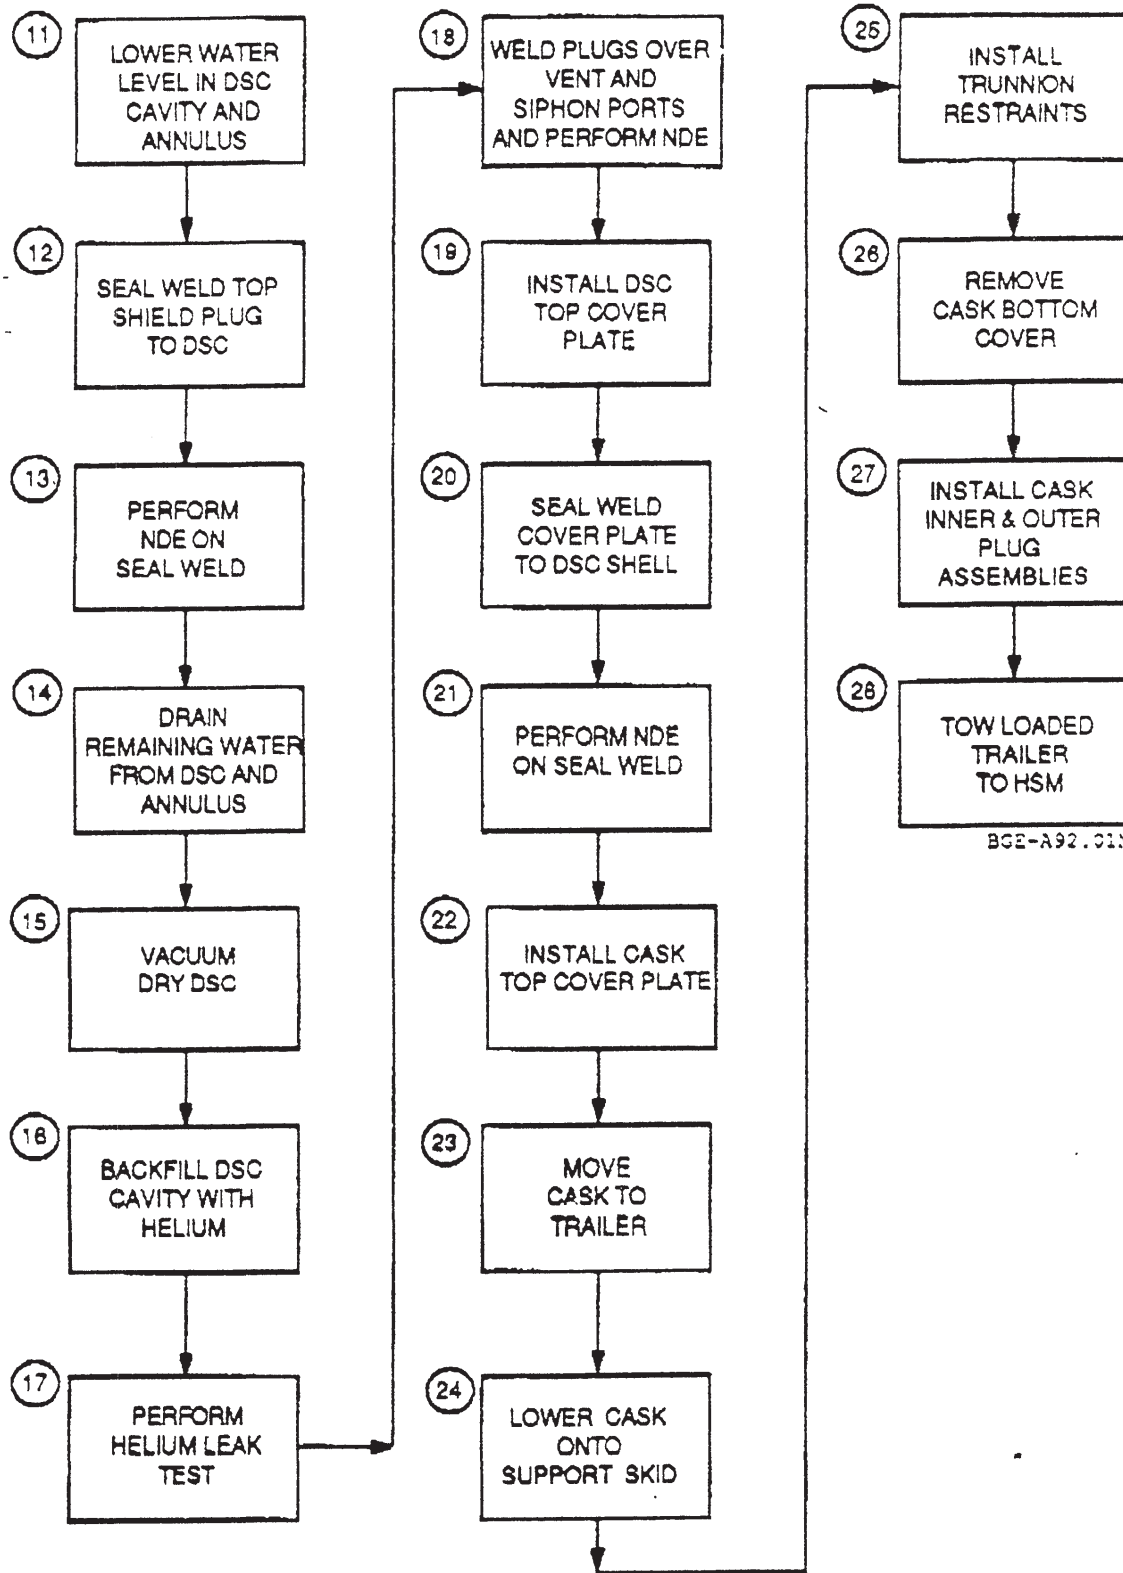 11
LOWER WATER
LEVEL IN DSC
CAVITY AND
ANNULUS
12
SEAL WELD TOP
SHIELD PLUG
TO DSC
13
PERFORM
NDE ON
SEAL WELD
14
DRAIN
REMAINING WATER
FROM DSC AND
ANNULUS
15
VACUUM
DRY DSC
16
BACKFILL DSC
CAVITY WITH
HELIUM
17
PERFORM
HELIUM LEAK
TEST
18
WELD PLUGS OVER
VENT AND
SIPHON PORTS
AND PERFORM NDE
19
INSTALL DSC
TOP COVER
PLATE
20
SEAL WELD
COVER PLATE
TO DSC SHELL
21
PERFORM NDE
ON SEAL WELD
22
INSTALL CASK
TOP COVER PLATE
23
MOVE
CASK TO
TRAILER
24
LOWER CASK
ONTO
SUPPORT SKID
25
INSTALL
TRUNNION
RESTRAINTS
26
REMOVE
CASK BOTTOM
COVER
27
INSTALL CASK
INNER & OUTER
PLUG
ASSEMBLIES
28
TOW LOADED
TRAILER
TO HSM